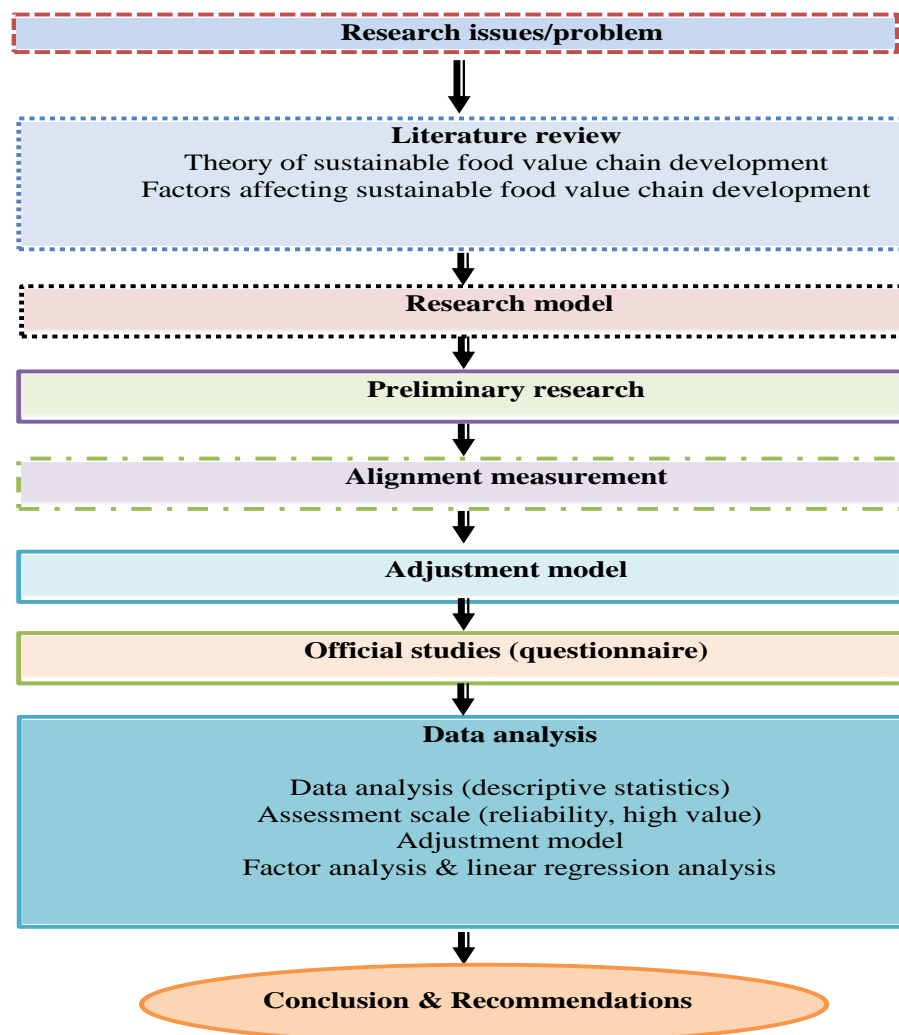 Research issues/problem
Literature review
Theory of sustainable food value chain development
Factors affecting sustainable food value chain development
Research model
Preliminary research
Alignment measurement
Adjustment model
Official studies (questionnaire)
Data analysis
Data analysis (descriptive statistics)
Assessment scale (reliability, high value)
Adjustment model
Factor analysis & linear regression analysis
Conclusion & Recommendations